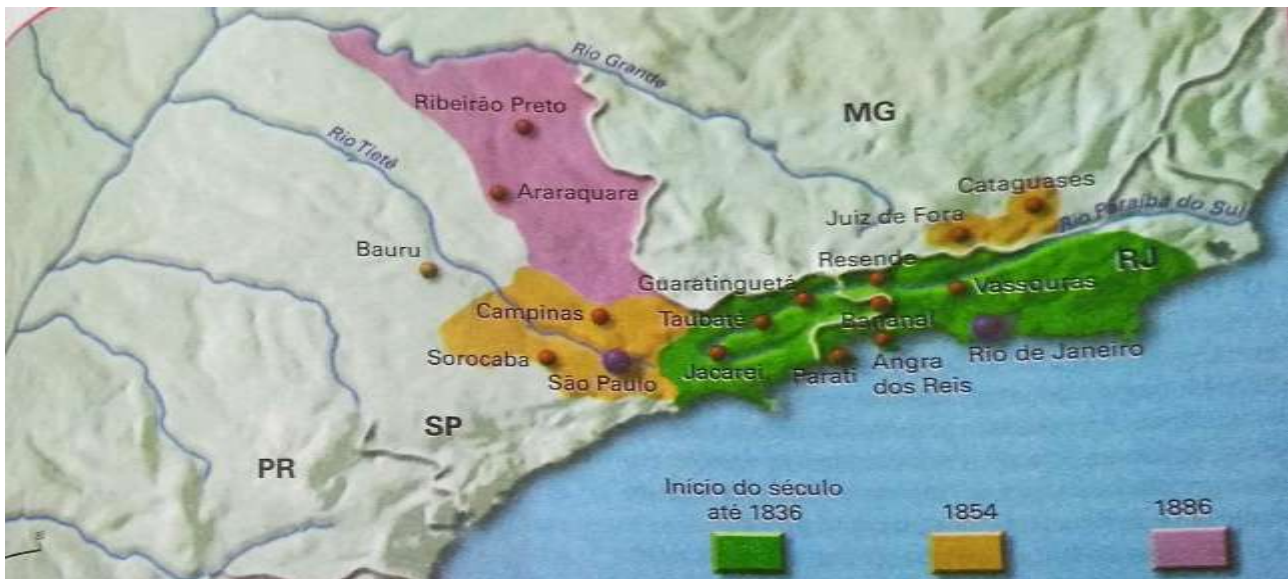 Rio Grande
MG
Ribeirão Preto
Rio Tietê
Araraquara
Cataguases
Juiz de Fora
Rio Paraíba do Sul
Bauru
Resende
RJ
Guaratinguetá
Vassouras
Campinas
Taubaté
Bananal
Sorocaba
São Paulo
Jacareí
Parati
Angra
dos Reis
Rio de Janeiro
SP
PR
Início do século
até 1836
1854
1886